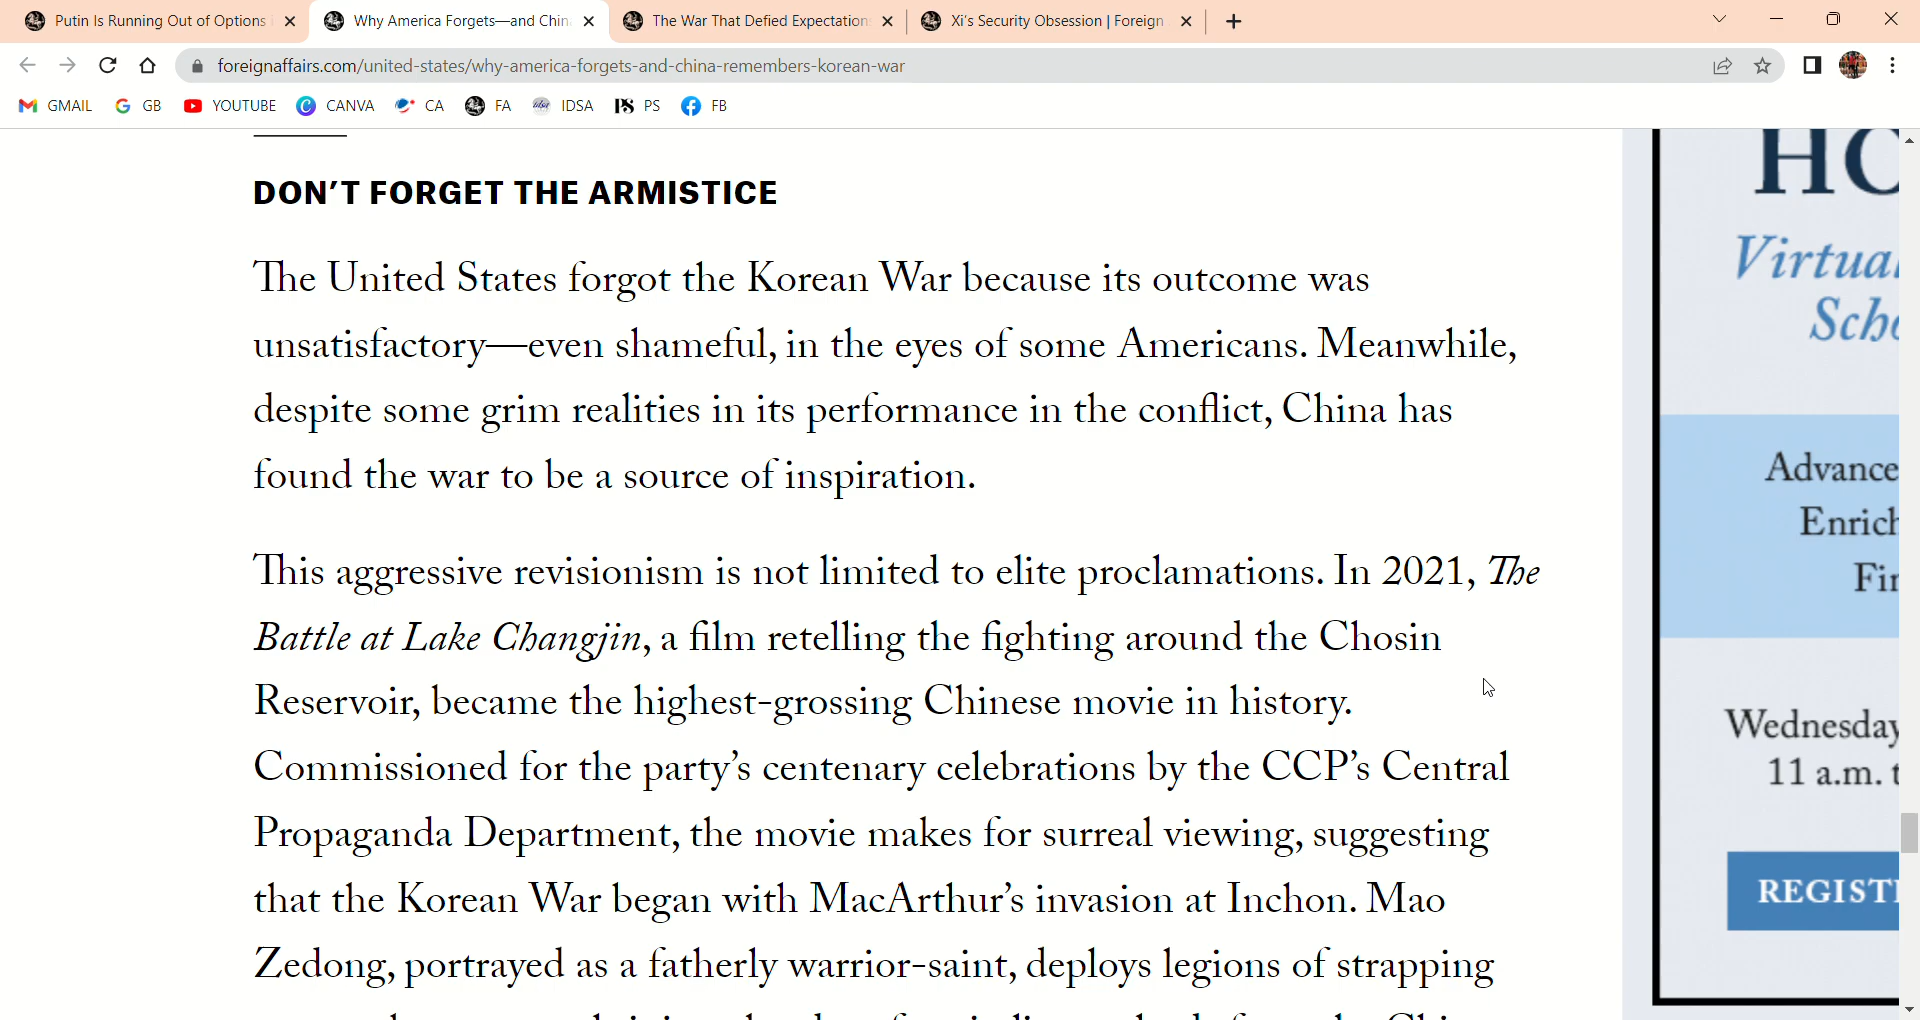 Putin Is Running Out of Options
Why America Forgets—and Chin
The War That Defied Expectation
Xi's Security Obsession | Foreign
foreignaffairs.com/united-states/why-america-forgets-and-china-remembers-korean-war
GMAIL
GB
YOUTUBE
CANVA
CA
FA
IDSA
PS
FB
DON'T FORGET THE ARMISTICE
The United States forgot the Korean War because its outcome was
unsatisfactory—even shameful, in the eyes of some Americans. Meanwhile,
despite some grim realities in its performance in the conflict, China has
found the war to be a source of inspiration.
This aggressive revisionism is not limited to elite proclamations. In 2021, The
Battle at Lake Changjin, a film retelling the fighting around the Chosin
Reservoir, became the highest-grossing Chinese movie in history.
Commissioned for the party's centenary celebrations by the CCP's Central
Propaganda Department, the movie makes for surreal viewing, suggesting
that the Korean War began with MacArthur's invasion at Inchon. Mao
Zedong, portrayed as a fatherly warrior-saint, deploys legions of strapping
HO
Virtual
Scho
Advance
Enrich
Fin
Wednesday
11 a.m. t
REGIST